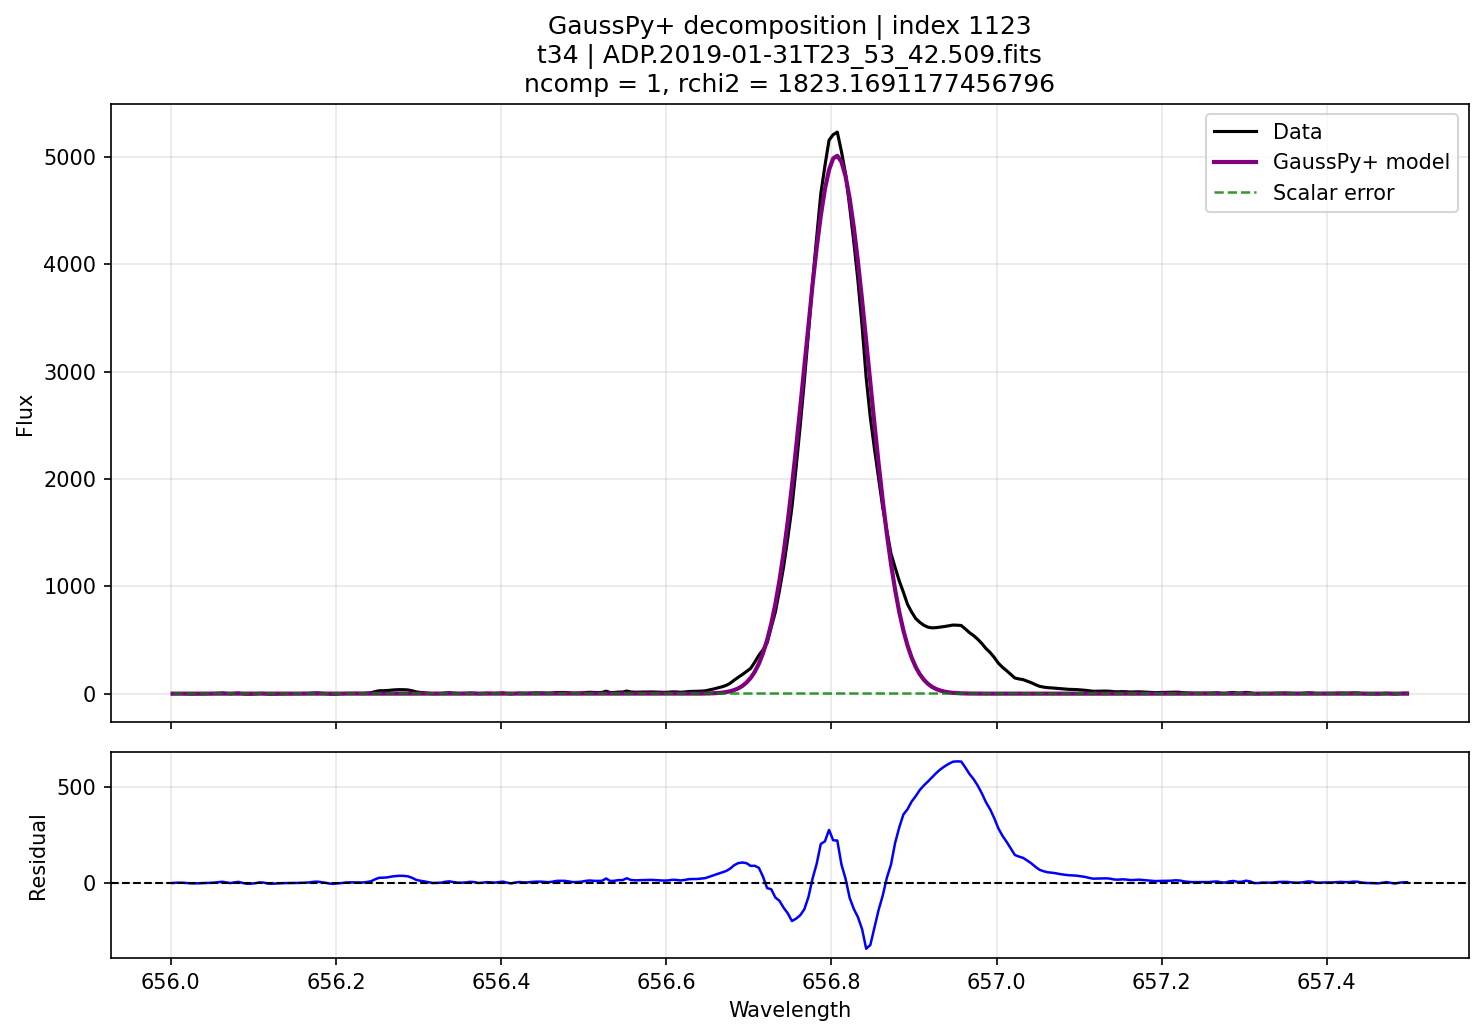 GaussPy+ decomposition | index 1123
t34 | ADP.2019-01-31T23_53_42.509.fits
ncomp = 1, rchi2 = 1823.1691177456796
Data
GaussPy+ model
Scalar error
5000
4000
3000
2000
1000
0
Flux
500
0
Residual
656.0 656.2 656.4 656.6 656.8 657.0 657.2 657.4
Wavelength